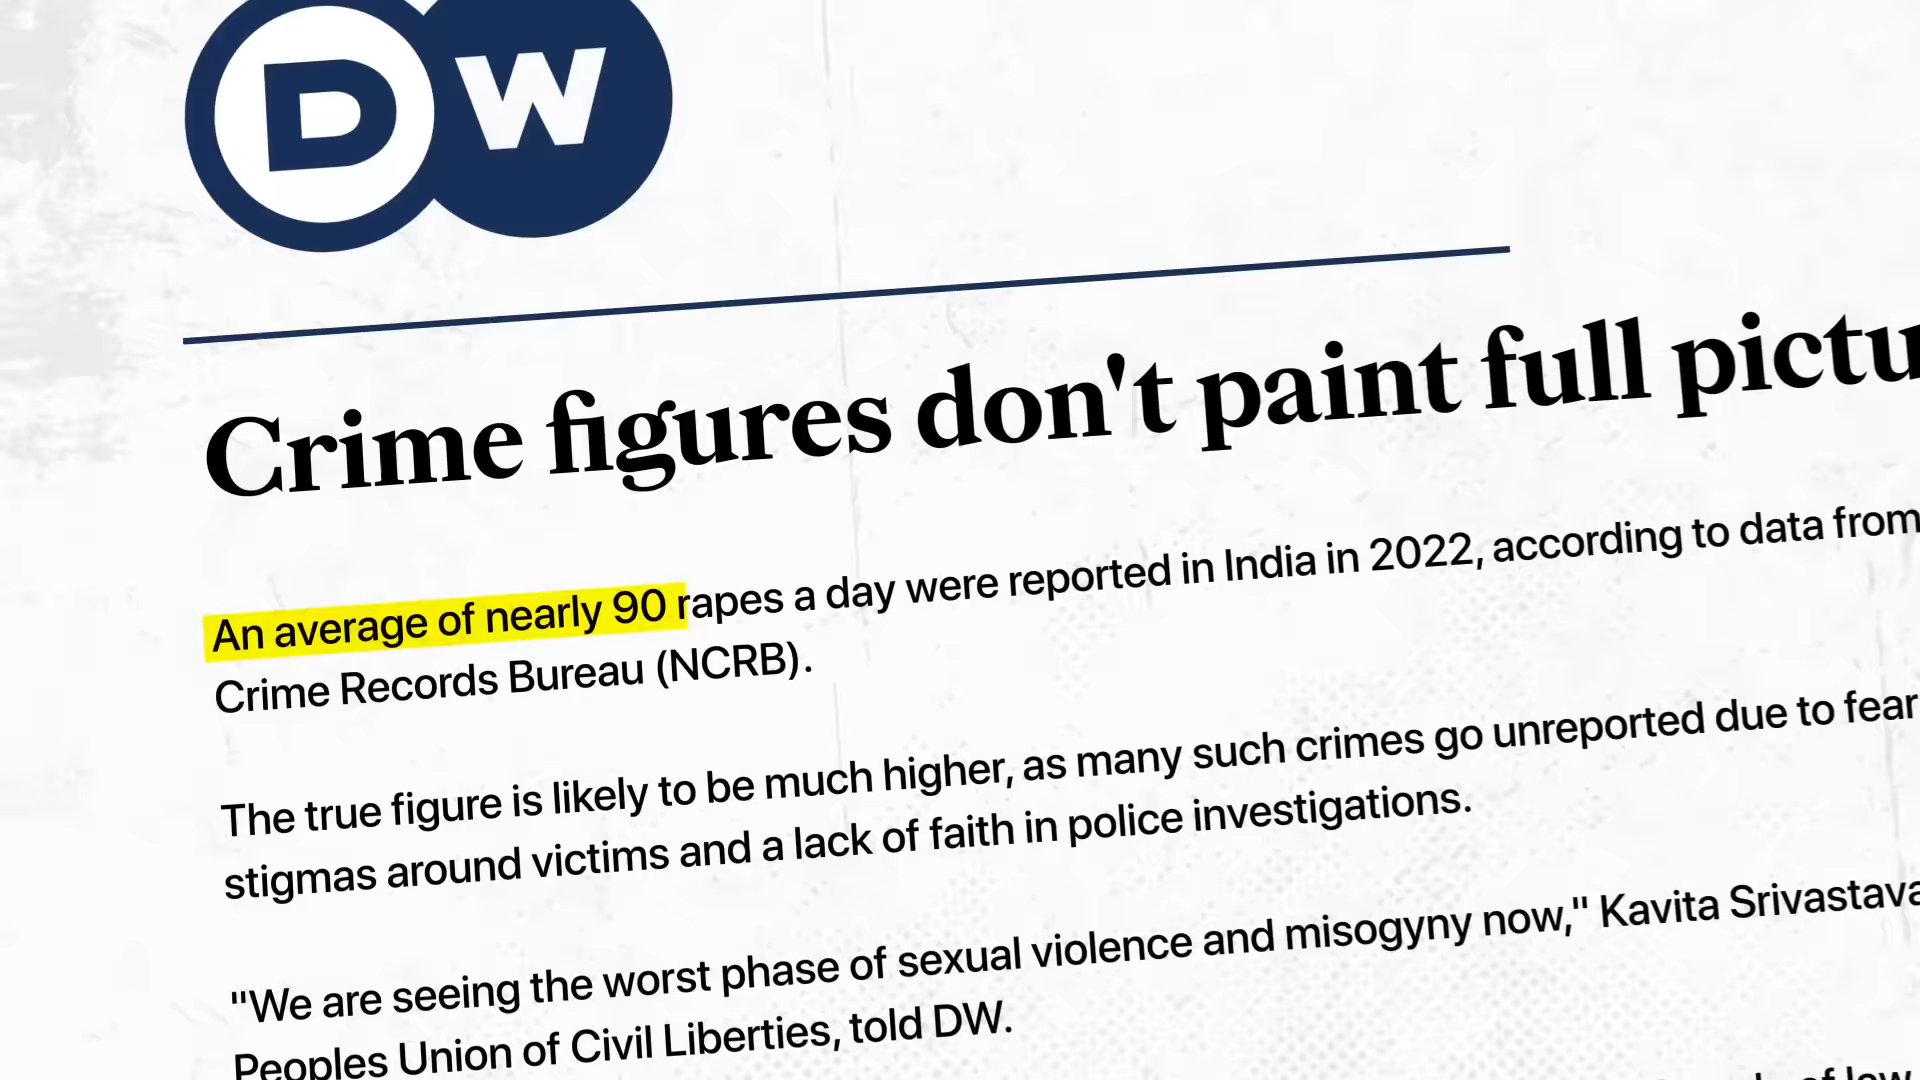 DW
Crime figures don't paint full
An average of nearly 90 rapes a day were reported in India in 2022, according to data from
Crime Records Bureau (NCRB).
The true figure is likely to be much higher, as many such crimes go unreported due to fear
stigmas around victims and a lack of faith in police investigations.
"We are seeing the worst phase of sexual violence and misogyny now," Kavita Srivastava
Peoples Union of Civil Liberties, told DW.
of